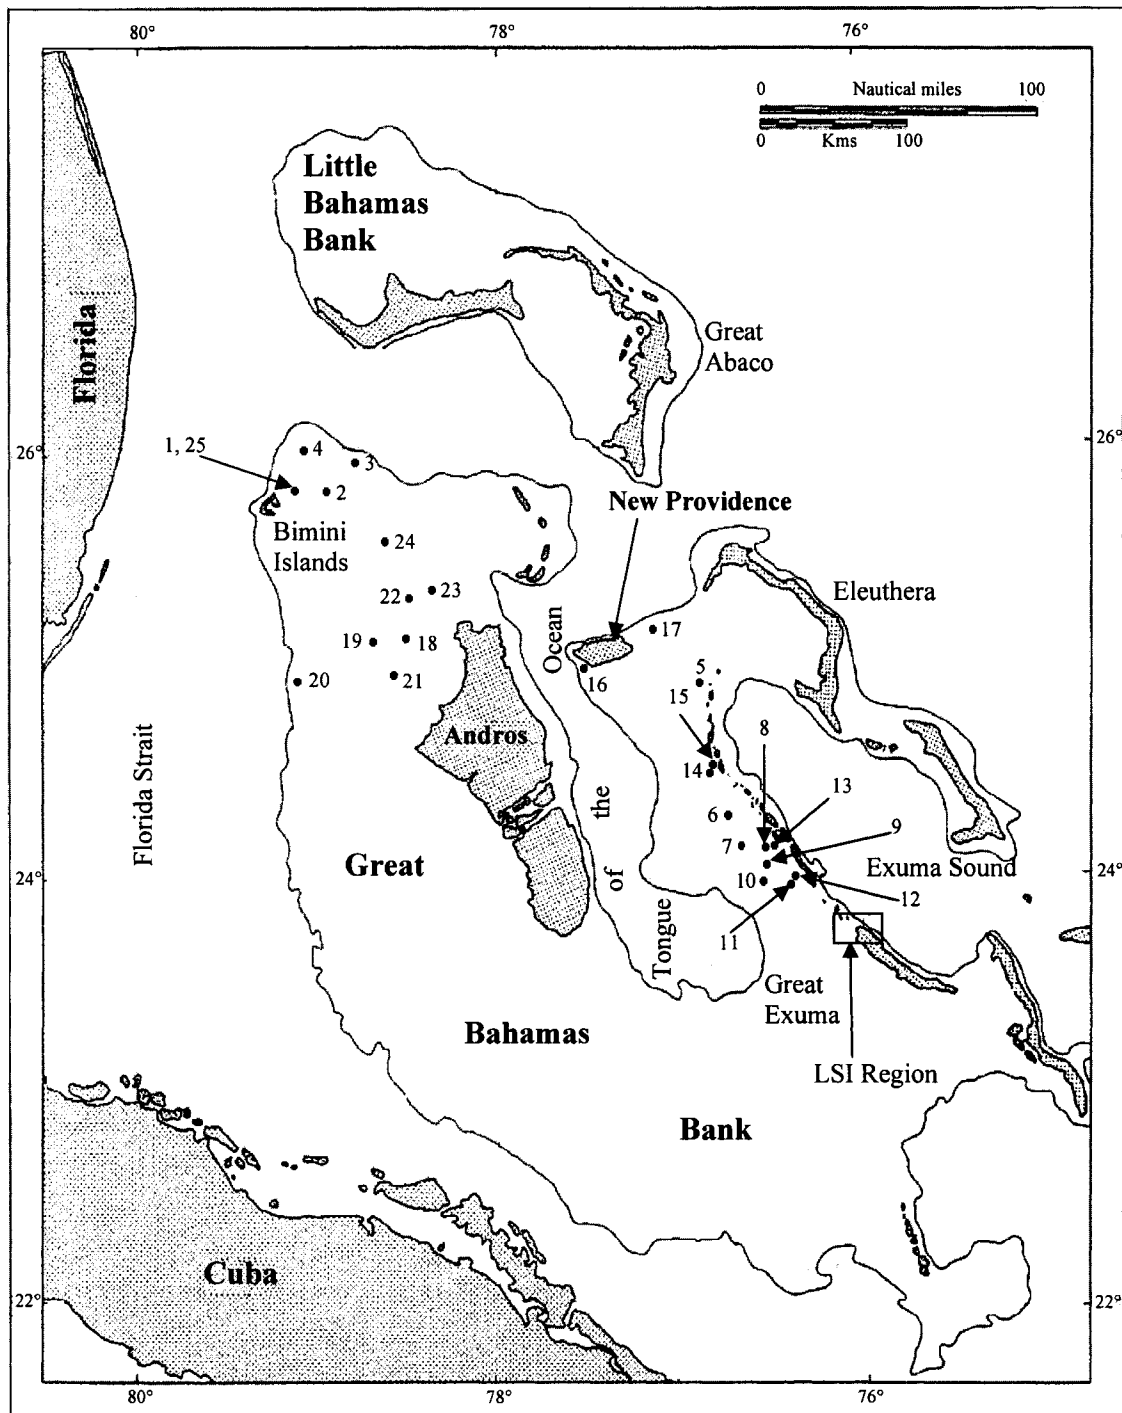 80°
78°
76°
0 Nautical miles 100
0 Kms 100
Little
Bahamas
Bank
Florida
Great
Abaco
26°
26°
1, 25
4
3
2
New Providence
Bimini
Islands
24
Eleuthera
22
23
Ocean
17
19
18
16
5
20
21
15
8
Andros
14
13
Florida Strait
the
6
9
7
Great
Exuma Sound
24°
24°
of
10
12
11
Tongue
Great
Exuma
Bahamas
LSI Region
Bank
Cuba
22°
22°
80°
78°
76°